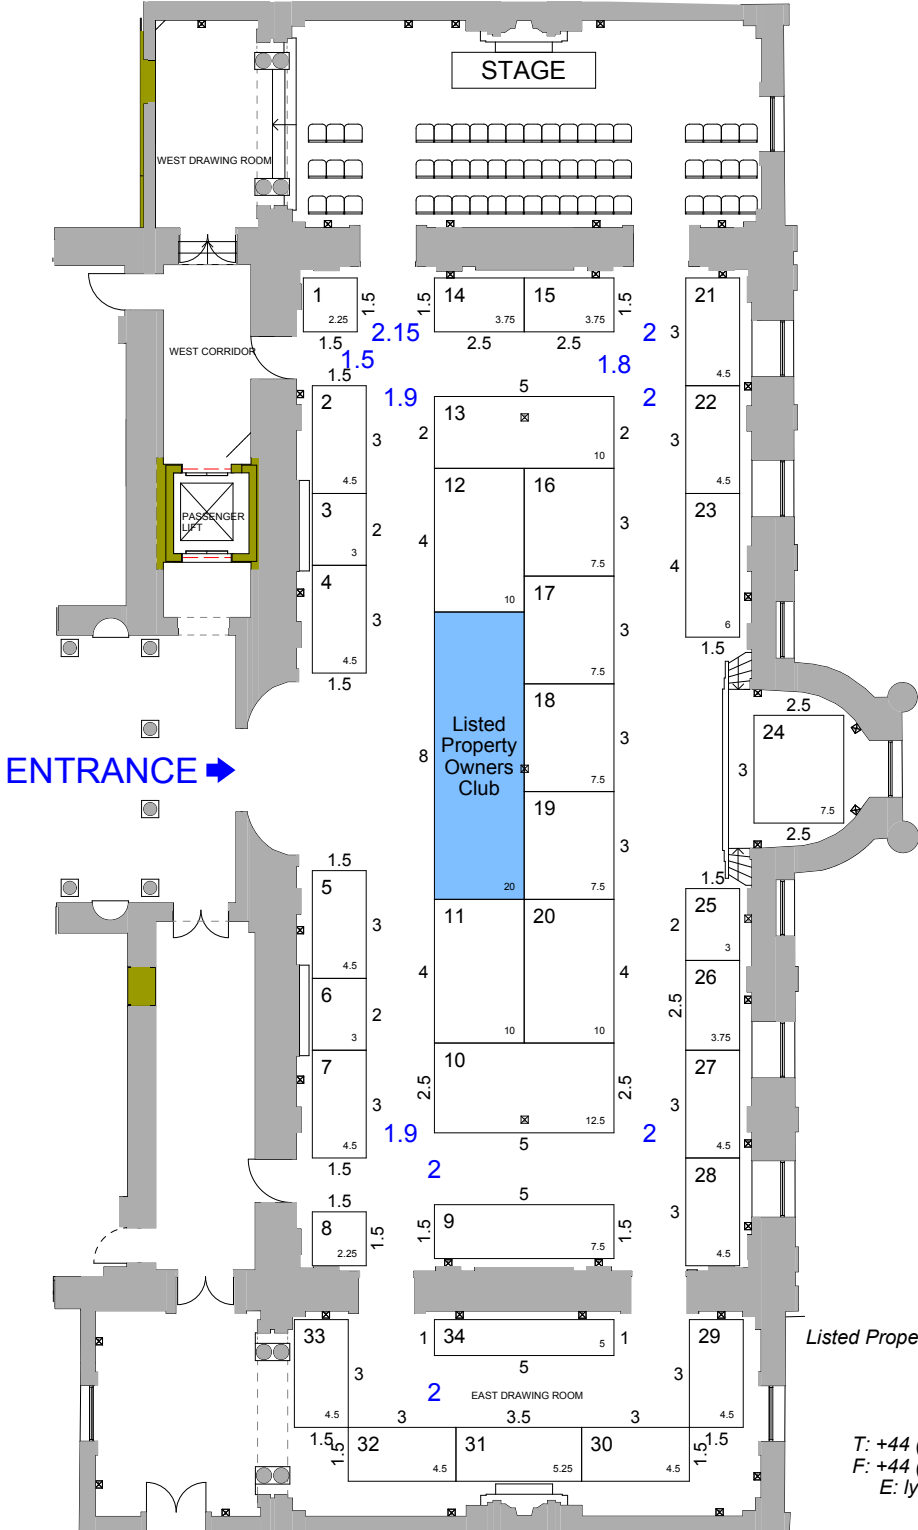 STAGE
WEST DRAWING ROOM
1 1.5 2.25 1.5
14 1.5 3.75 2.5
15 1.5 3.75 2.5
21 3 4.5
2.15
2
1.5
1.8
WEST CORRIDOR
1.9
2
1.5
2 3 4.5
5
13 2 2 10
22 3 4.5
12 4 10
16 3 7.5
23 4 6 1.5
3 2 3
PASSENGER
LIFT
4 3 4.5 1.5
17 3 7.5
Listed
Property
Owners
Club
8
20
18 3 7.5
2.5
24 3 7.5
2.5
ENTRANCE
19 3 7.5
1.5
5 3 4.5
1.5
25 2 3
11 4 10
20 4 10
6 2 3
26 2.5 3.75
7 3 4.5
1.5
10 2.5 2.5 12.5
5
27 3 4.5
1.9
2
2
28 3 4.5
1.5
8 1.5 2.25
5
9 1.5 1.5 7.5
33 3 4.5 1.5
34 1 1 5
5
29 3 4.5 1.5
Listed Prope
2
EAST DRAWING ROOM
3
3.5
3
32 1.5 4.5
31 5.25
30 1.5 4.5
T: +44 (
F: +44 (
E: ly